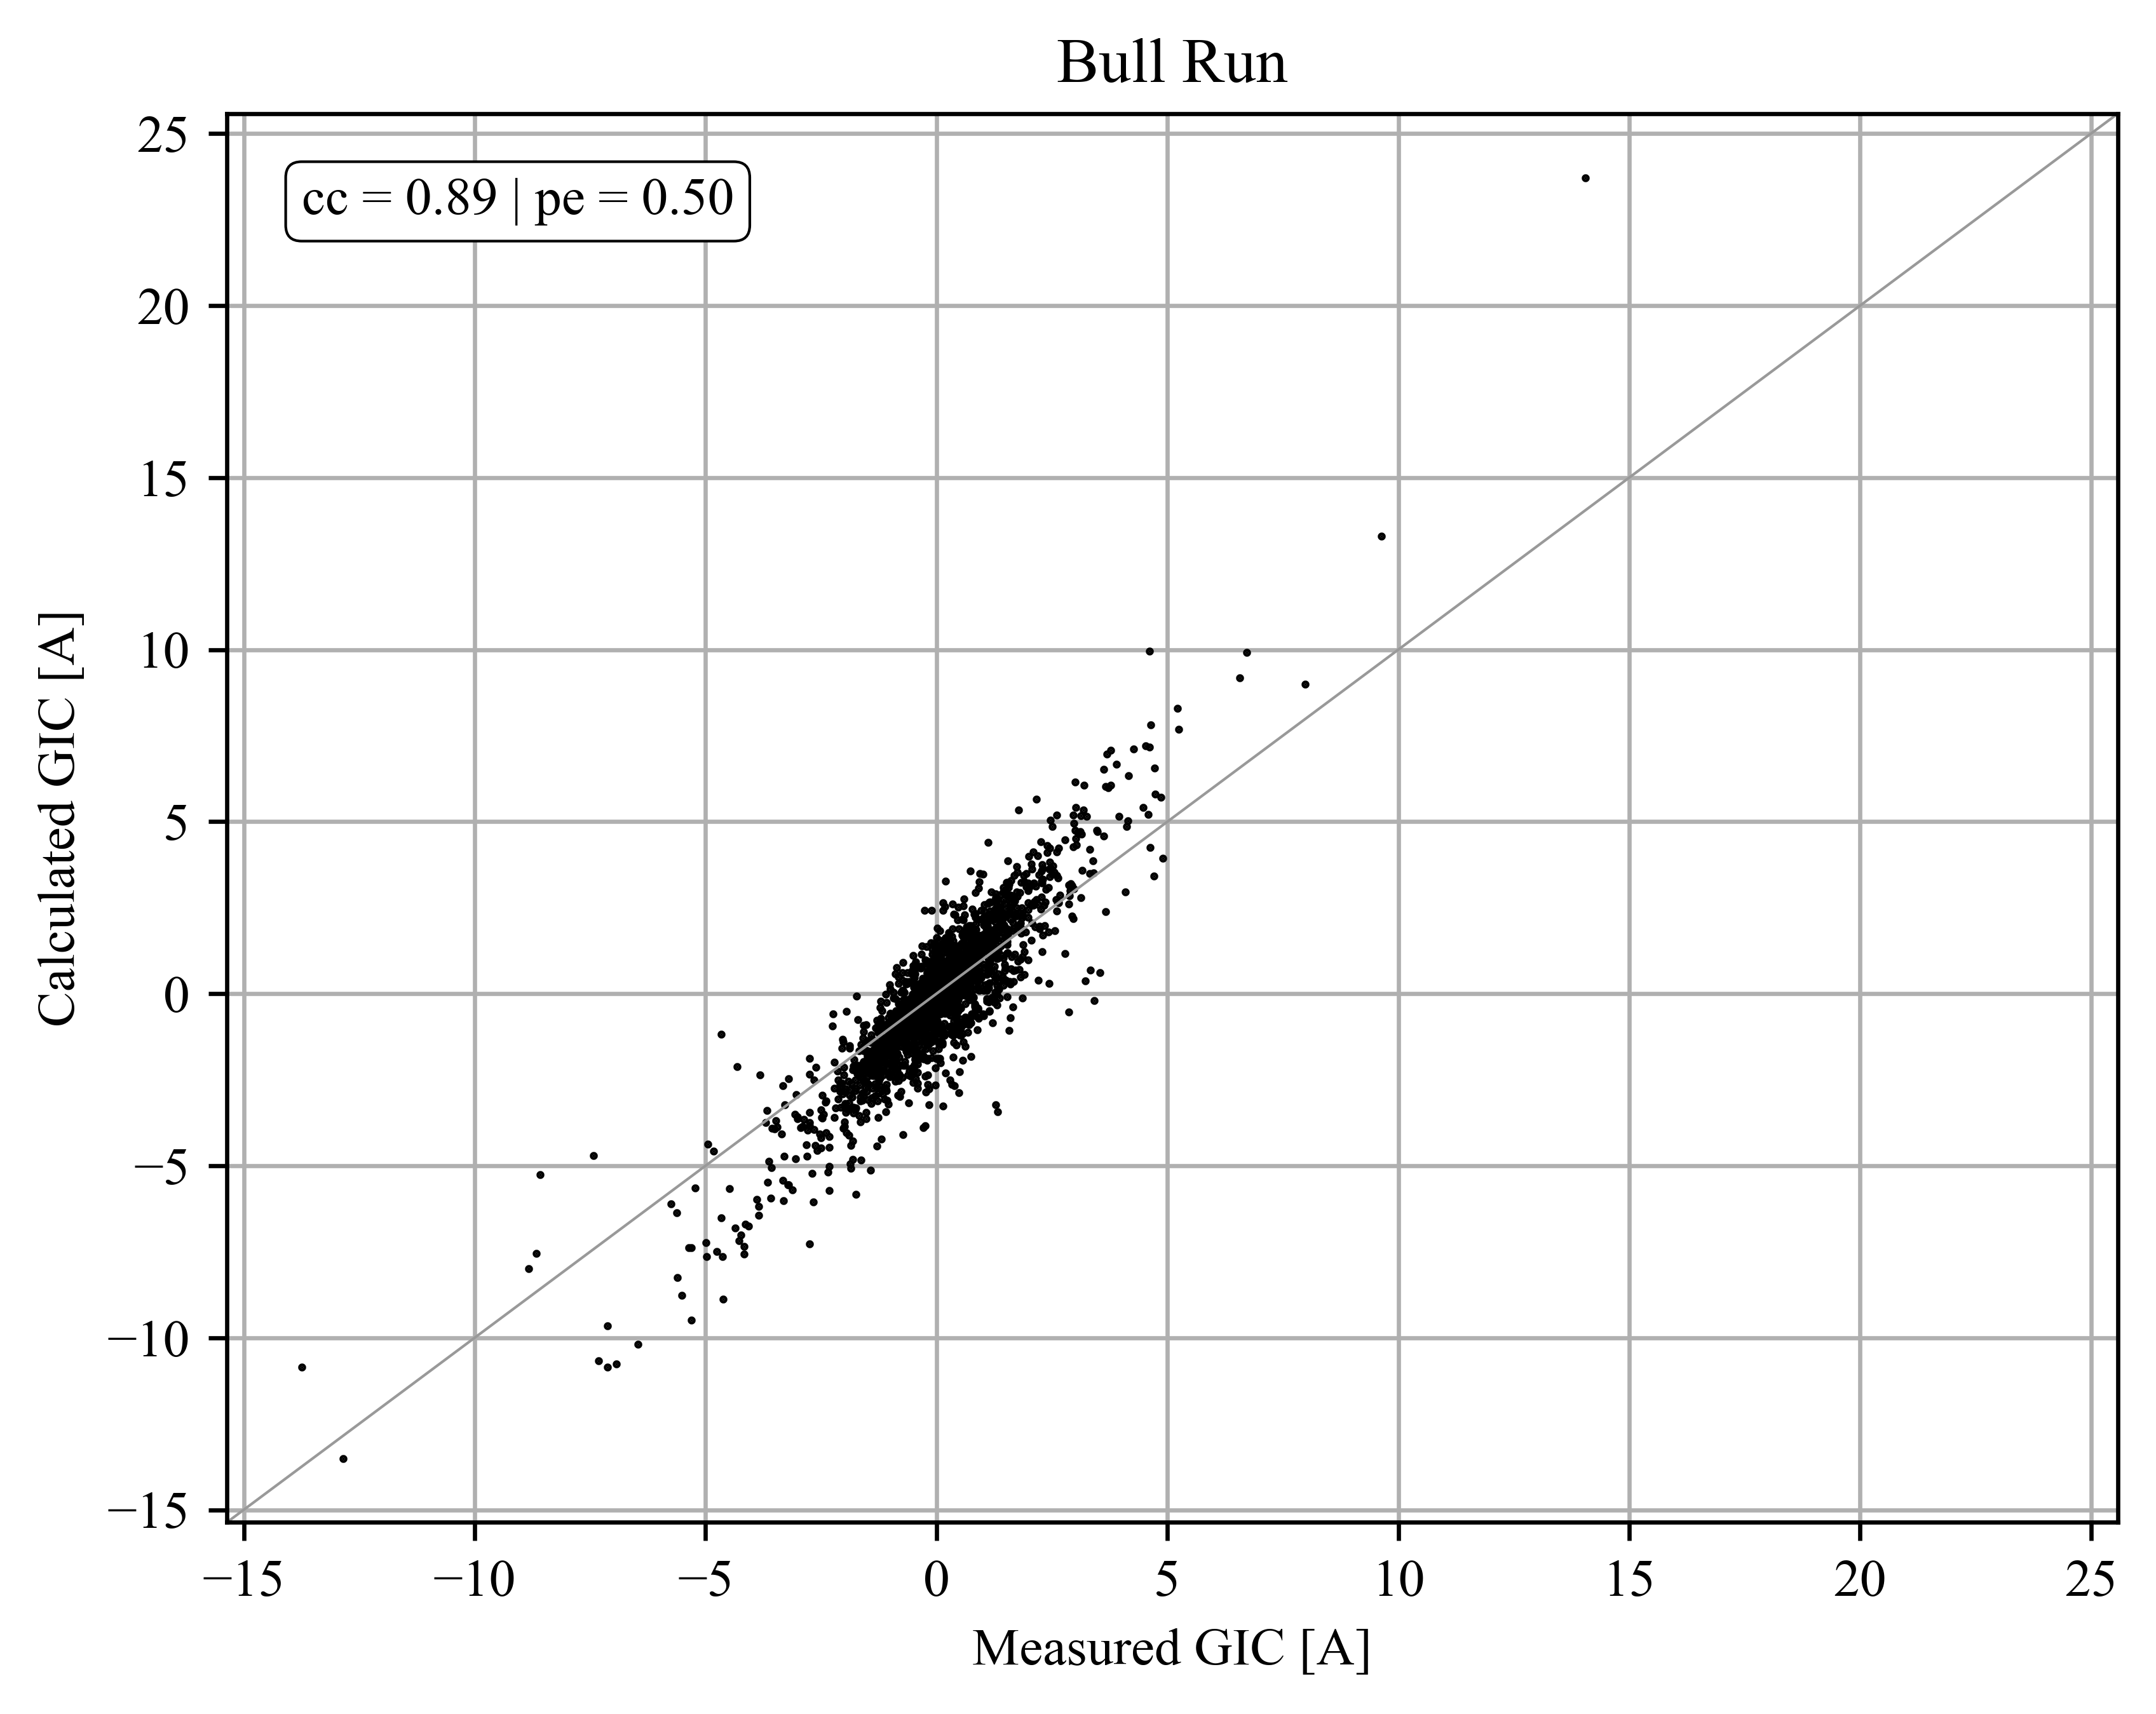 Bull Run
25
cc = 0.89 | pe = 0.50
20
15
10
5
0
−5
−10
−15
Calculated GIC [A]
−15 −10 −5 0 5 10 15 20 25
Measured GIC [A]